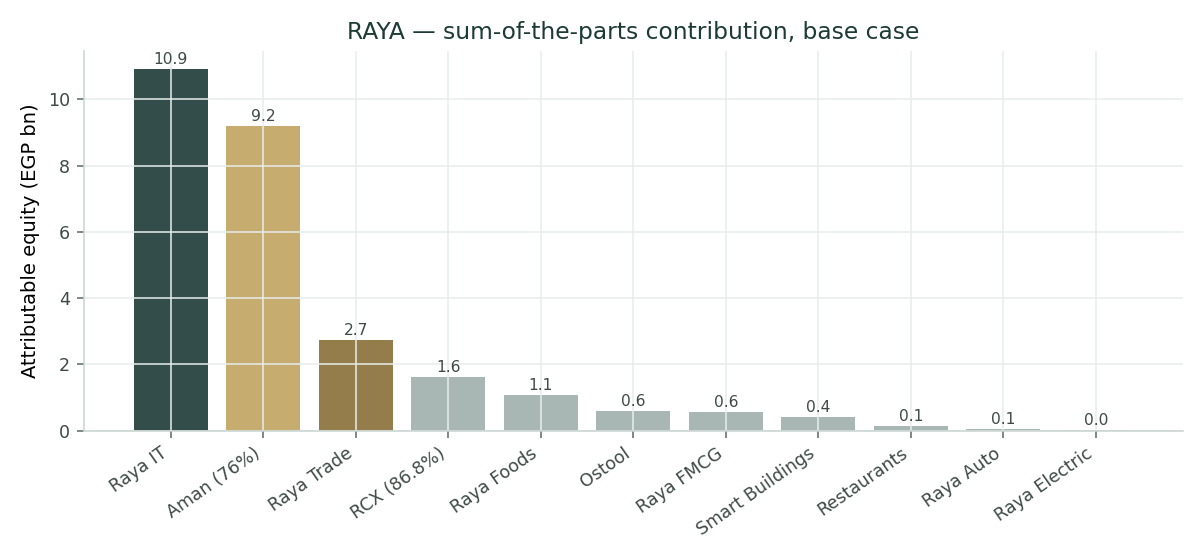 RAYA — sum-of-the-parts contribution, base case
Attributable equity (EGP bn)
10
8
6
4
2
0
10.9
9.2
2.7
1.6
1.1
0.6
0.6
0.4
0.1
0.1
0.0
Raya IT
Aman (76%)
Raya Trade
RCX (86.8%)
Raya Foods
Ostool
Raya FMCG
Smart Buildings
Restaurants
Raya Auto
Raya Electric